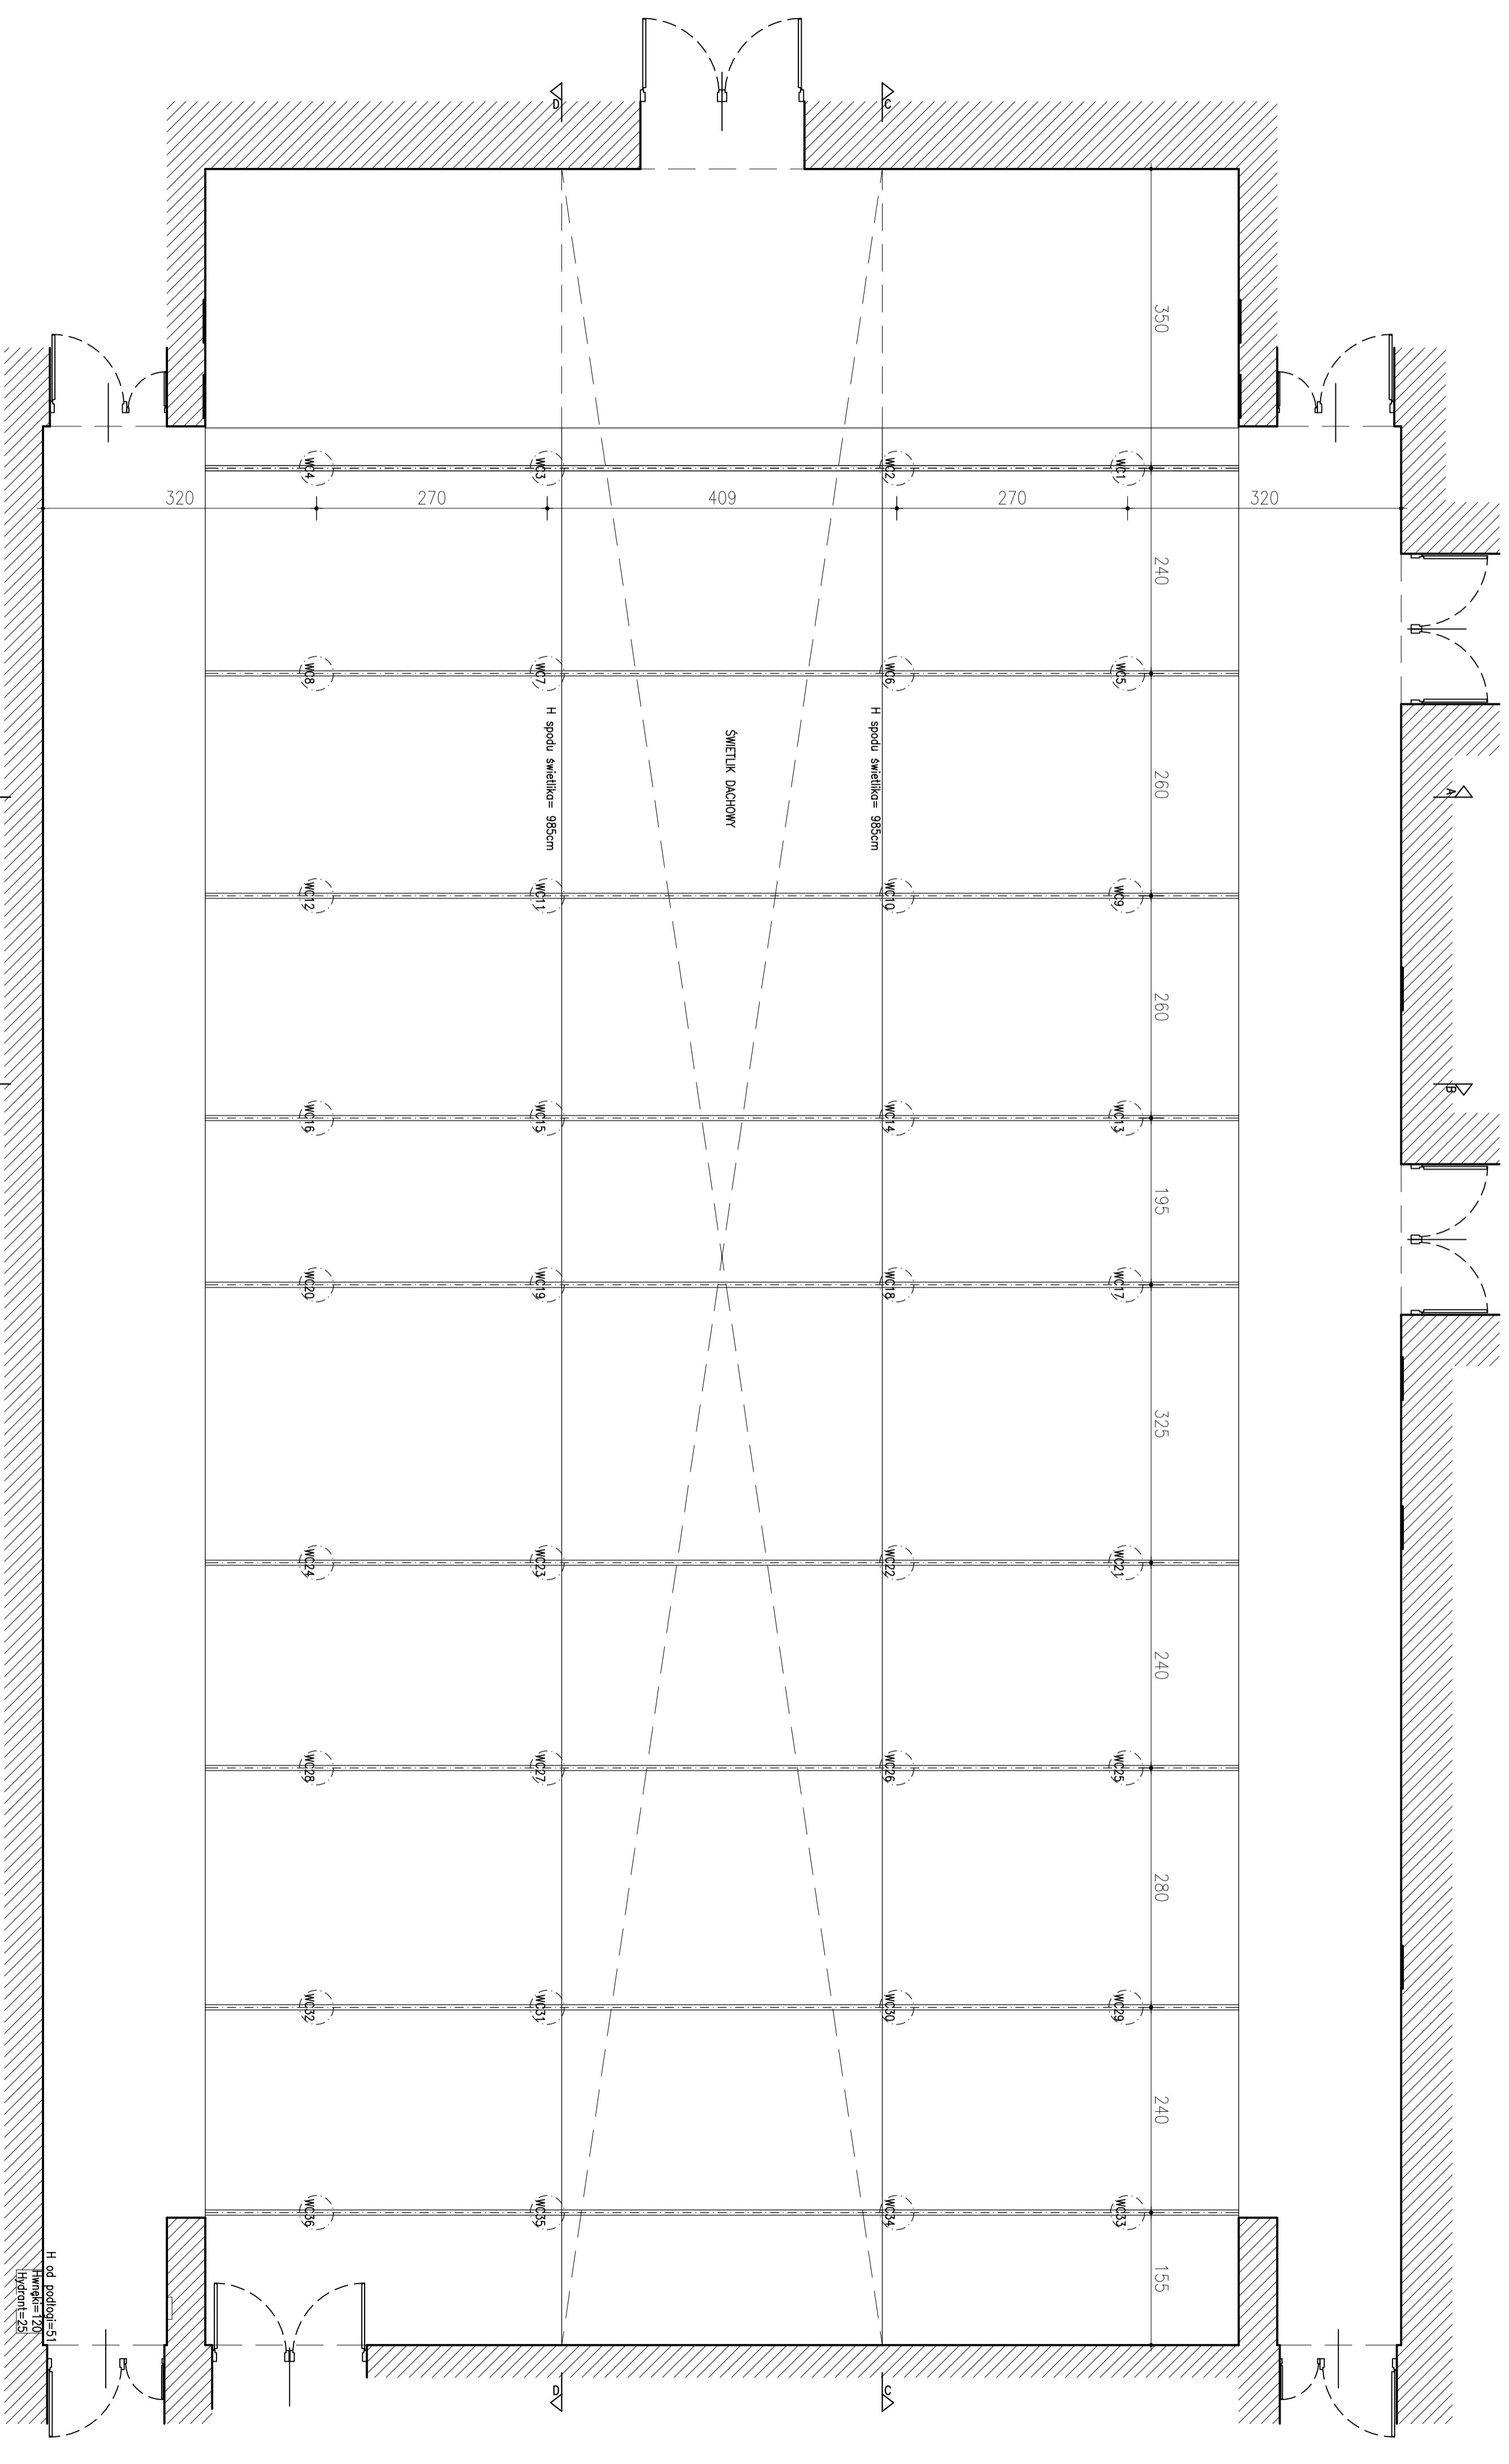 D
C
350
WC4
WC3
WC2
WC1
320
270
409
270
320
240
WC8
WC7
WC6
WC5
H spodu świetlika= 985cm
ŚWIETLIK DACHOWY
H spodu świetlika= 985cm
260
A
WC12
WC11
WC10
WC9
260
B
WC16
WC15
WC14
WC13
195
WC20
WC19
WC18
WC17
325
WC24
WC23
WC22
WC21
240
WC28
WC27
WC26
WC25
280
WC32
WC31
WC30
WC29
240
WC36
WC35
WC34
WC33
155
H od podłogi=51
Hwnęki=120
Hydrant=25
D
C